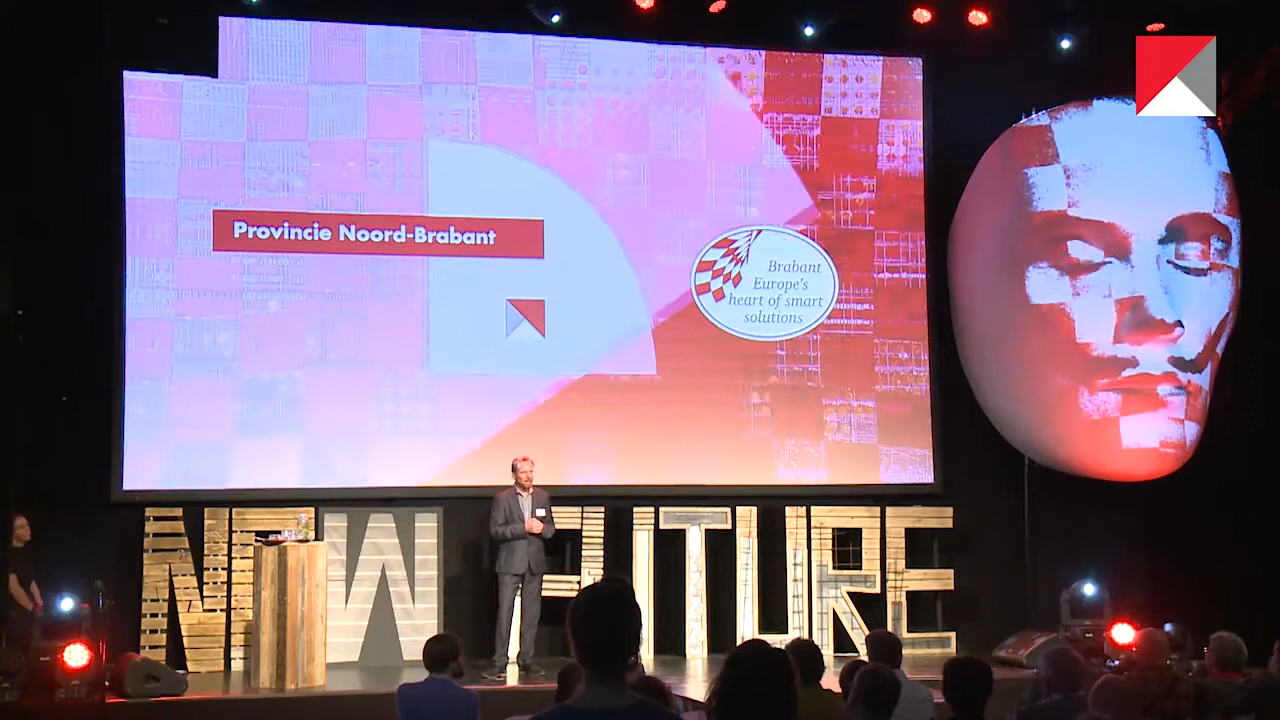 Provincie Noord-Brabant
Brabant
Europe's
heart of smart
solutions
NEW FUTURE